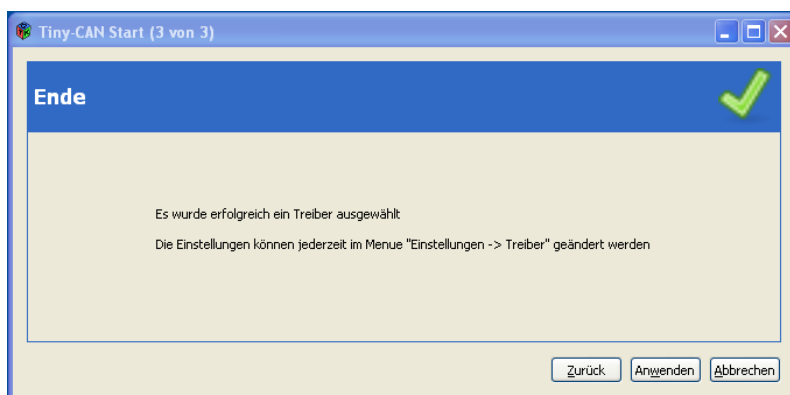 Tiny-CAN Start (3 von 3)
Ende
Es wurde erfolgreich ein Treiber ausgewählt
Die Einstellungen können jederzeit im Menue "Einstellungen -> Treiber" geändert werden
Zurück Anwenden Abbrechen